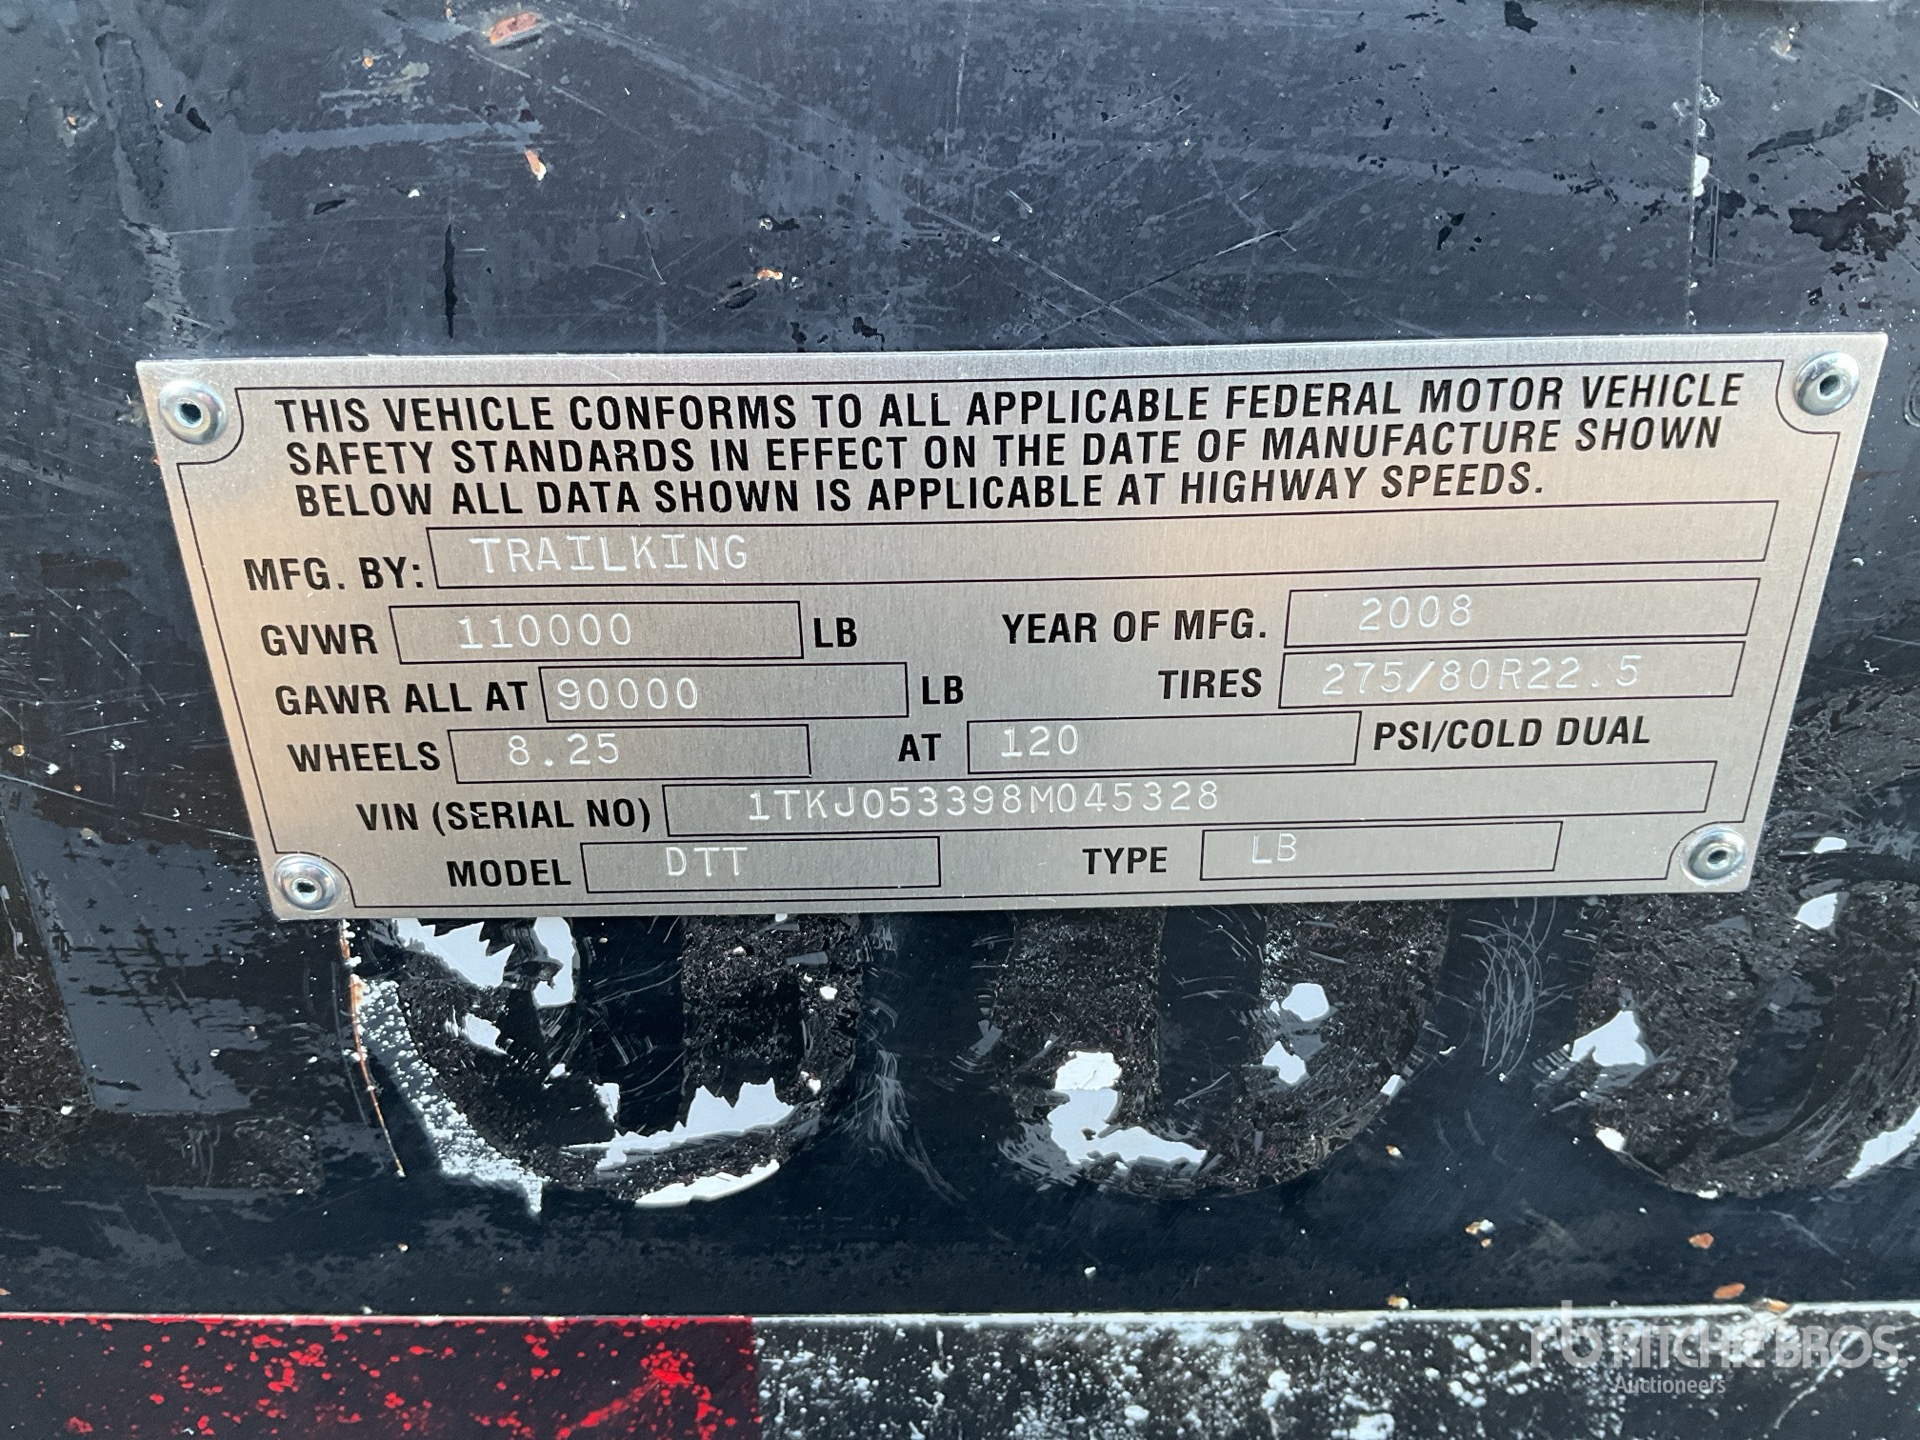 THIS VEHICLE CONFORMS TO ALL APPLICABLE FEDERAL MOTOR VEHICLE
SAFETY STANDARDS IN EFFECT ON THE DATE OF MANUFACTURE SHOWN
BELOW ALL DATA SHOWN IS APPLICABLE AT HIGHWAY SPEEDS.
MFG. BY: TRAILKING
GVWR 110000 LB YEAR OF MFG. 2008
GAWR ALL AT 90000 LB TIRES 275/80R22.5
WHEELS 8.25 AT 120 PSI/COLD DUAL
VIN (SERIAL NO) 1TKJ053398M045328
MODEL DTT TYPE LB
rb RITCHIE BROS.
Auctioneers